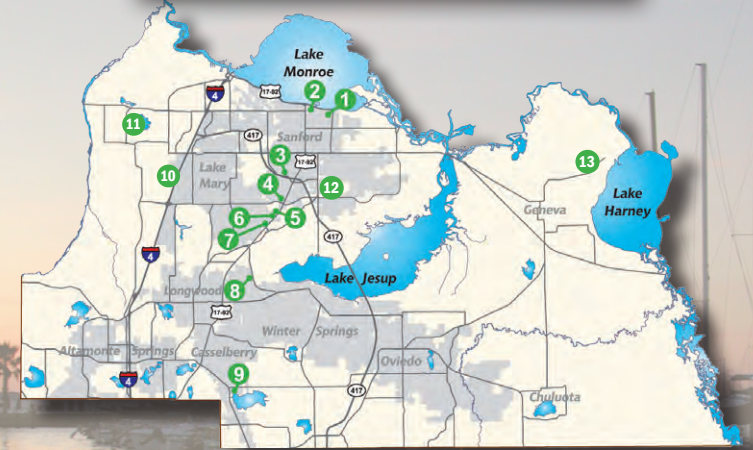 Lake
Monroe
17-92
4
2
1
11
417
Sanford
3
17-92
13
10
Lake
Mary
4
12
Lake
Harney
6
5
Geneva
7
417
4
Lake Jesup
8
Longwood
17-92
Winter Springs
Altamonte Springs
Casselberry
Oviedo
9
4
417
Chuluota